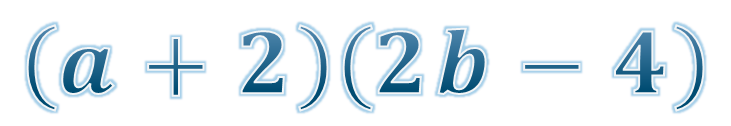 (a + 2)(2b − 4)